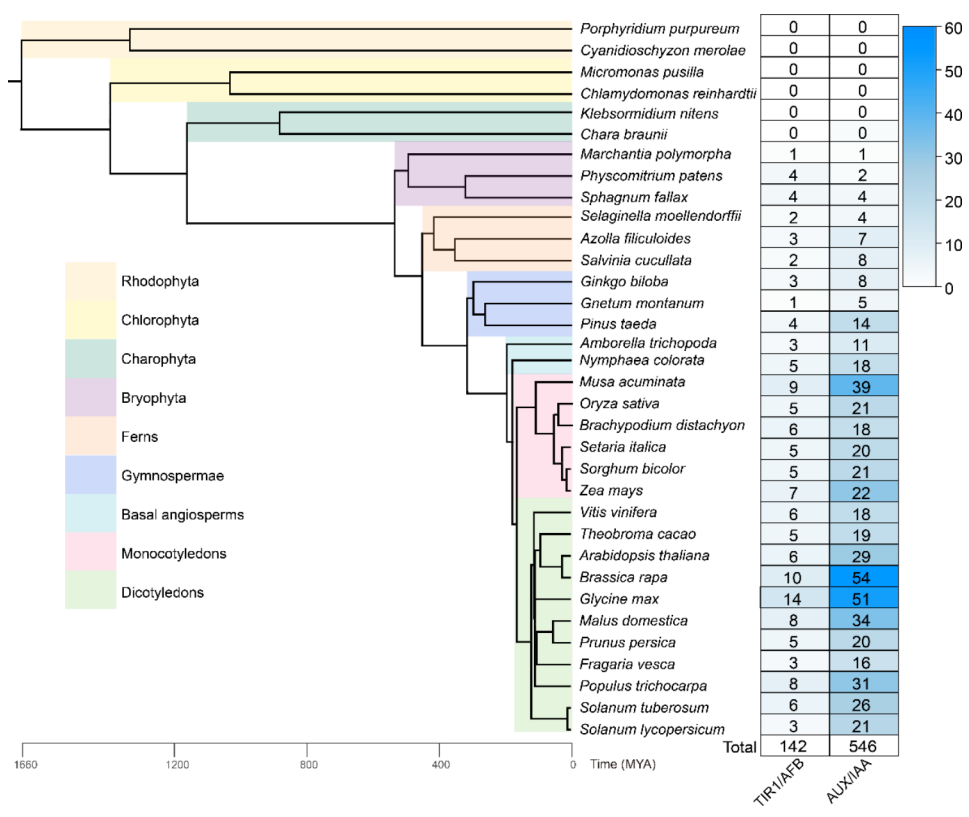 Porphyridium purpureum 0 0
Cyanidioschyzon merolae 0 0
Micromonas pusilla 0 0
Chlamydomonas reinhardtii 0 0
Klebsormidium nitens 0 0
Chara braunii 0 0
Marchantia polymorpha 1 1
Physcomitrium patens 4 2
Sphagnum fallax 4 4
Selaginella moellendorffii 2 4
Azolla filiculoides 3 7
Salvinia cucullata 2 8
Ginkgo biloba 3 8
Gnetum montanum 1 5
Pinus taeda 4 14
Amborella trichopoda 3 11
Nymphaea colorata 5 18
Musa acuminata 9 39
Oryza sativa 5 21
Brachypodium distachyon 6 18
Setaria italica 5 20
Sorghum bicolor 5 21
Zea mays 7 22
Vitis vinifera 6 18
Theobroma cacao 5 19
Arabidopsis thaliana 6 29
Brassica rapa 10 54
Glycine max 14 51
Malus domestica 8 34
Prunus persica 5 20
Fragaria vesca 3 16
Populus trichocarpa 8 31
Solanum tuberosum 6 26
Solanum lycopersicum 3 21
Total 142 546
TIR1/AFB AUX/IAA
60
50
40
30
20
10
0
Rhodophyta
Chlorophyta
Charophyta
Bryophyta
Ferns
Gymnospermae
Basal angiosperms
Monocotyledons
Dicotyledons
1660 1200 800 400 0 Time (MYA)